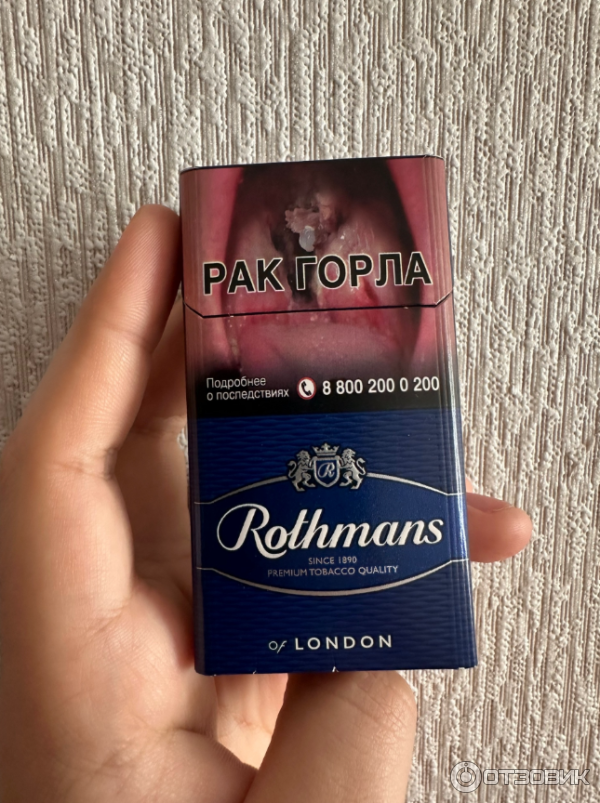 РАК ГОРЛА
Подробнее
о последствиях
8 800 200 0 200
R
Rothmans
SINCE 1890
PREMIUM TOBACCO QUALITY
of LONDON
ОТЗОВИК